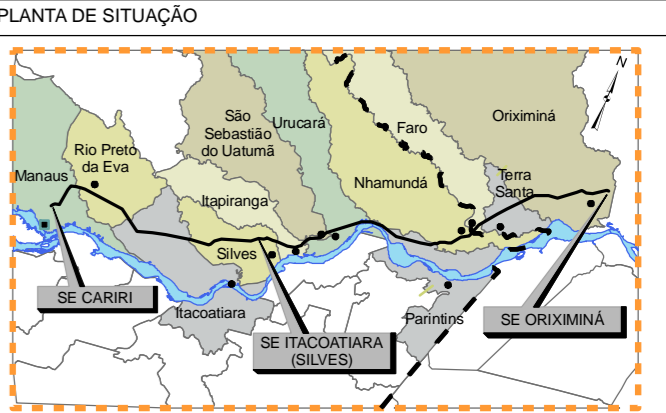 PLANTA DE SITUAÇÃO
N
São
Sebastião
do Uatumã
Urucará
Oriximiná
Faro
Rio Preto
da Eva
Manaus
Nhamundá
Terra
Santa
Itapiranga
Silves
SE CARIRI
Itacoatiara
Parintins
SE ORIXIMINÁ
SE ITACOATIARA
(SILVES)